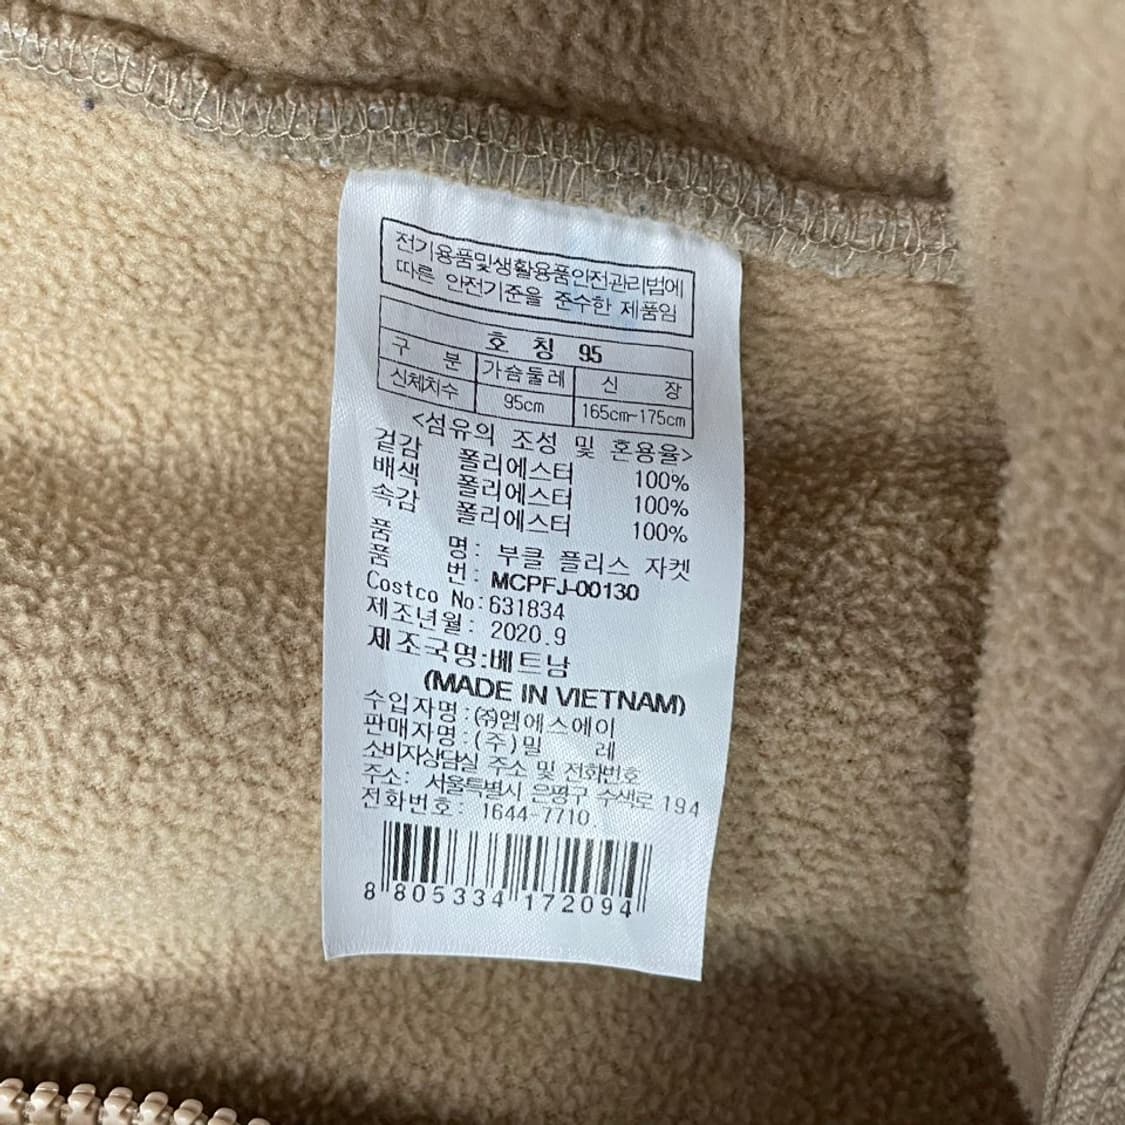 전기용품및생활용품안전관리법에
따른 안전기준을 준수한 제품임
호 칭 95
구 분 가슴둘레 신 장
신체치수 95cm 165cm-175cm
<섬유의 조성 및 혼용율>
겉감 폴리에스터 100%
배색 폴리에스터 100%
속감 폴리에스터 100%
품 명: 부클 플리스 자켓
품 번: MCPFJ-00130
Costco No:631834
제조년월: 2020.9
제조국명:베트남
(MADE IN VIETNAM)
수입자명:㈜엠에스에이
판매자명:(주)밀 레
소비자상담실 주소 및 전화번호
주소: 서울특별시 은평구 수색로 194
전화번호: 1644-7710.
8 805334 172094